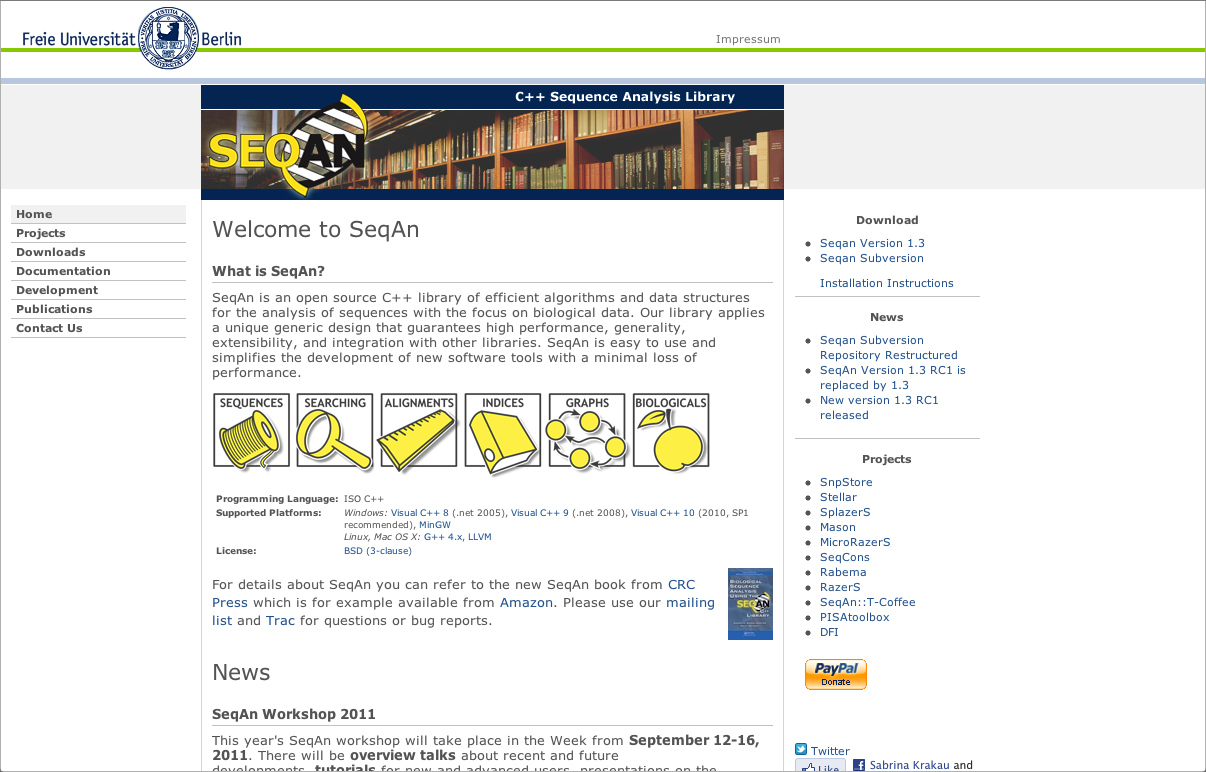 Freie Universität Berlin
Impressum
C++ Sequence Analysis Library
SEQAN
Home
Projects
Downloads
Documentation
Development
Publications
Contact Us
Welcome to SeqAn
What is SeqAn?
SeqAn is an open source C++ library of efficient algorithms and data structures
for the analysis of sequences with the focus on biological data. Our library applies
a unique generic design that guarantees high performance, generality,
extensibility, and integration with other libraries. SeqAn is easy to use and
simplifies the development of new software tools with a minimal loss of
performance.
SEQUENCES SEARCHING ALIGNMENTS INDICES GRAPHS BIOLOGICALS
Programming Language: ISO C++
Supported Platforms: Windows: Visual C++ 8 (.net 2005), Visual C++ 9 (.net 2008), Visual C++ 10 (2010, SP1
recommended), MinGW
Linux, Mac OS X: G++ 4.x, LLVM
License: BSD (3-clause)
For details about SeqAn you can refer to the new SeqAn book from CRC
Press which is for example available from Amazon. Please use our mailing
list and Trac for questions or bug reports.
BIOLOGICAL
SEQUENCE
ANALYSIS
USING THE
SEQAN
LIBRARY
News
SeqAn Workshop 2011
This year's SeqAn workshop will take place in the Week from September 12-16,
2011. There will be overview talks about recent and future
developments, tutorials for new and advanced users, presentations on the
Download
Seqan Version 1.3
Seqan Subversion
Installation Instructions
News
Seqan Subversion
Repository Restructured
SeqAn Version 1.3 RC1 is
replaced by 1.3
New version 1.3 RC1
released
Projects
SnpStore
Stellar
SplazerS
Mason
MicroRazerS
SeqCons
Rabema
RazerS
SeqAn::T-Coffee
PISAtoolbox
DFI
PayPal
Donate
Twitter
Like Sabrina Krakau and